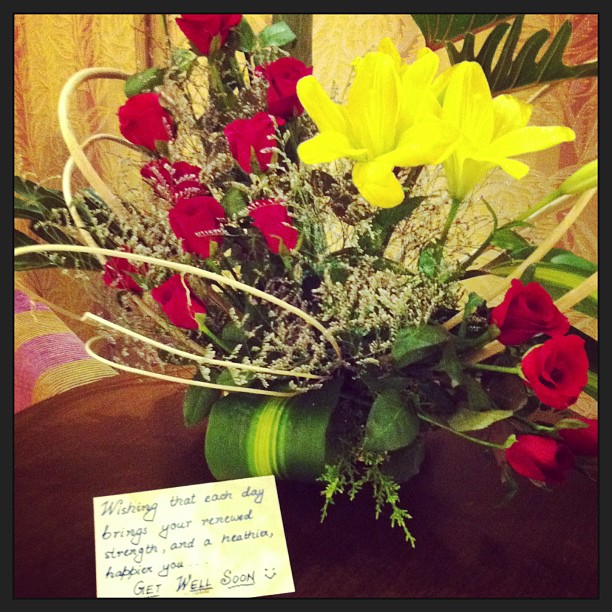 Wishing that each day
brings your renewed
strength, and a heathier,
happier you...
GET WELL SOON :)